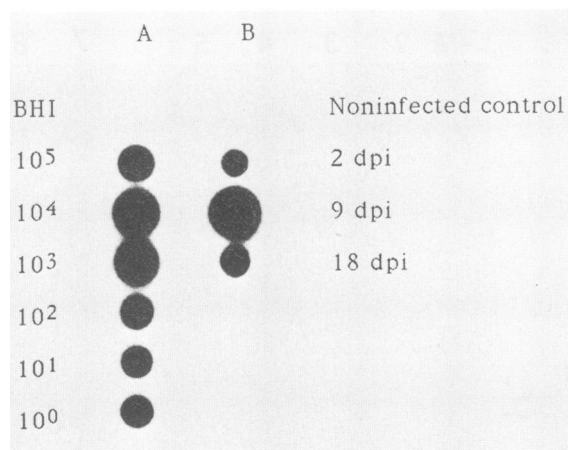 A B
BHI Noninfected control
10⁵ 2 dpi
10⁴ 9 dpi
10³ 18 dpi
10²
10¹
10⁰